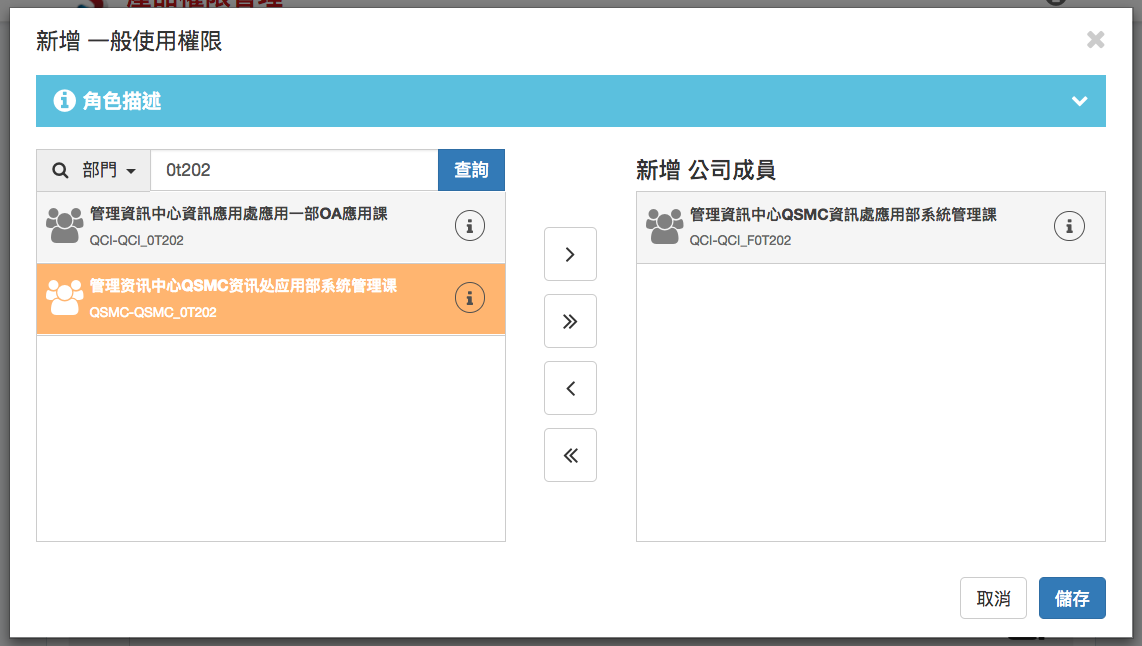 新增 一般使用權限
角色描述
部門
0t202
查詢
管理資訊中心資訊應用處應用一部OA應用課
QCI-QCI_0T202
管理资讯中心QSMC资讯处应用部系統管理课
QSMC-QSMC_0T202
新增 公司成員
管理資訊中心QSMC資訊處應用部系統管理課
QCI-QCI_F0T202
取消
儲存